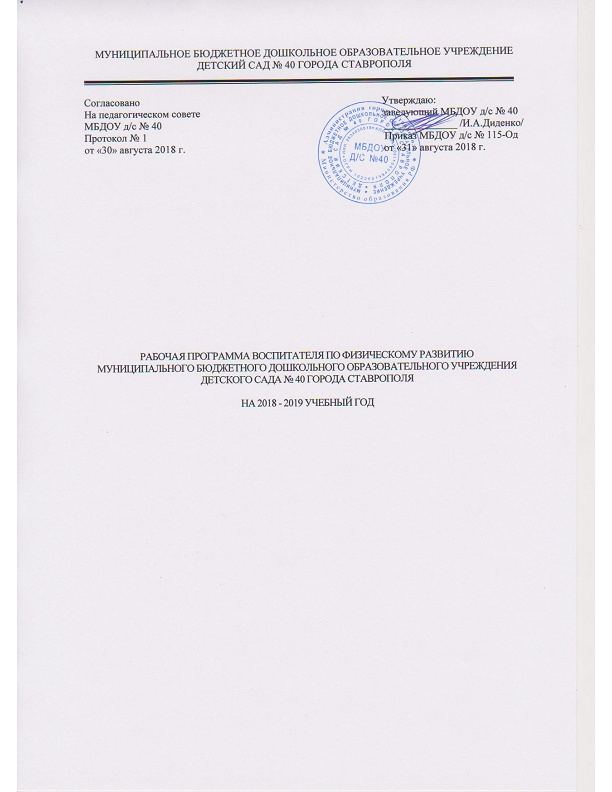 МУНИЦИПАЛЬНОЕ БЮДЖЕТНОЕ ДОШКОЛЬНОЕ ОБРАЗОВАТЕЛЬНОЕ УЧРЕЖДЕНИЕ
ДЕТСКИЙ САД № 40 ГОРОДА СТАВРОПОЛЯ
Согласовано
На педагогическом совете
МБДОУ д/с № 40
Протокол № 1
от «30» августа 2018 г.
Утверждаю:
заведующий МБДОУ д/с № 40
/И.А.Диденко/
Приказ МБДОУ д/с № 115-Од
от «31» августа 2018 г.
МБДОУ
Д/С №40
Министерство образования РФ
РАБОЧАЯ ПРОГРАММА ВОСПИТАТЕЛЯ ПО ФИЗИЧЕСКОМУ РАЗВИТИЮ
МУНИЦИПАЛЬНОГО БЮДЖЕТНОГО ДОШКОЛЬНОГО ОБРАЗОВАТЕЛЬНОГО УЧРЕЖДЕНИЯ
ДЕТСКОГО САДА № 40 ГОРОДА СТАВРОПОЛЯ
НА 2018 - 2019 УЧЕБНЫЙ ГОД